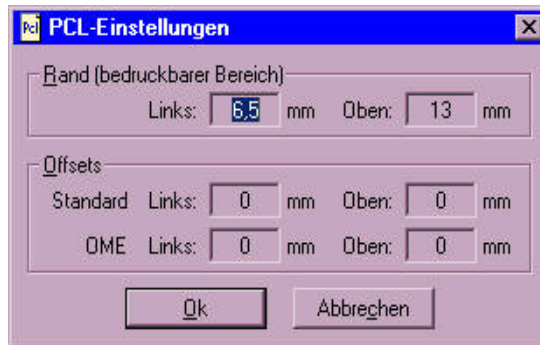 Pcl PCL-Einstellungen
Rand (bedruckbarer Bereich)
Links: 6,5 mm Oben: 13 mm
Offsets
Standard Links: 0 mm Oben: 0 mm
OME Links: 0 mm Oben: 0 mm
Ok Abbrechen